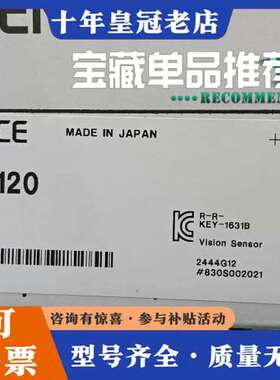 十年皇冠老店
宝藏单品推荐
RECOMMEN
CE
MADE IN JAPAN
120
R-R-
KEY-1631B
Vision Sensor
2444G12
#830S002021
咨询有惊喜·参与补贴活动
票
型号齐全·质量无忧